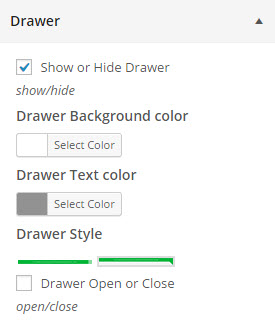 Drawer
Show or Hide Drawer
show/hide
Drawer Background color
Select Color
Drawer Text color
Select Color
Drawer Style
Drawer Open or Close
open/close